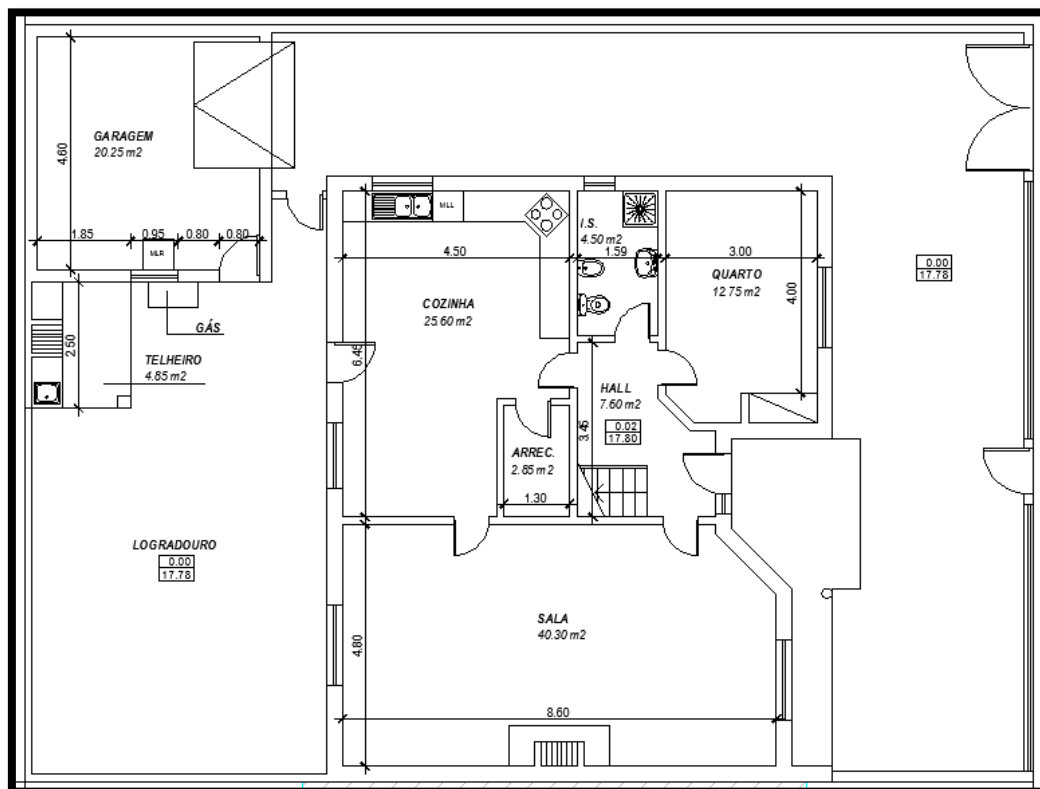 GARAGEM
20.25 m2
4.60
1.85
0.95
0.80
0.80
MLR
GÁS
2.50
TELHEIRO
4.85 m2
LOGRADOURO
0.00
17.78
MLL
4.50
COZINHA
25.60 m2
6.45
I.S.
4.50 m2
1.59
3.00
QUARTO
12.75 m2
4.00
HALL
7.60 m2
0.02
17.80
3.45
ARREC.
2.85 m2
1.30
SALA
40.30 m2
4.80
8.60
0.00
17.78